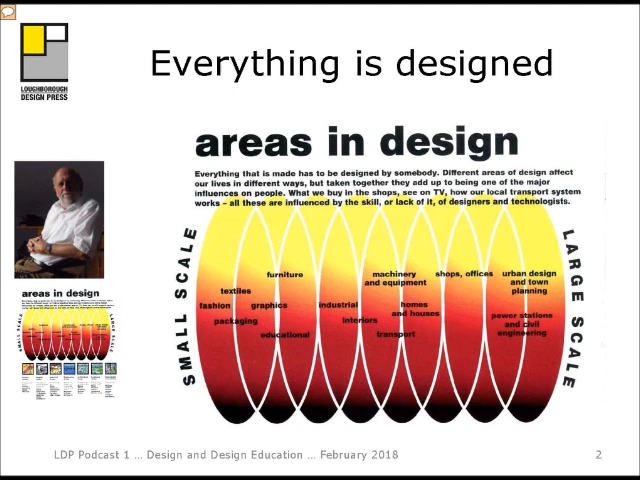 Everything is designed
LOUGHBOROUGH
DESIGN PRESS
areas in design
Everything that is made has to be designed by somebody. Different areas of design affect
our lives in different ways, but taken together they add up to being one of the major
influences on people. What we buy in the shops, see on TV, how our local transport system
works – all these are influenced by the skill, or lack of it, of designers and technologists.
SMALL SCALE
LARGE SCALE
furniture
machinery
and equipment
shops, offices
urban design
and town
planning
textiles
fashion
graphics
industrial
homes
and houses
packaging
interiors
power stations
and civil
engineering
educational
transport
areas in design
SMALL SCALE
LARGE SCALE
LDP Podcast 1 ... Design and Design Education ... February 2018
2